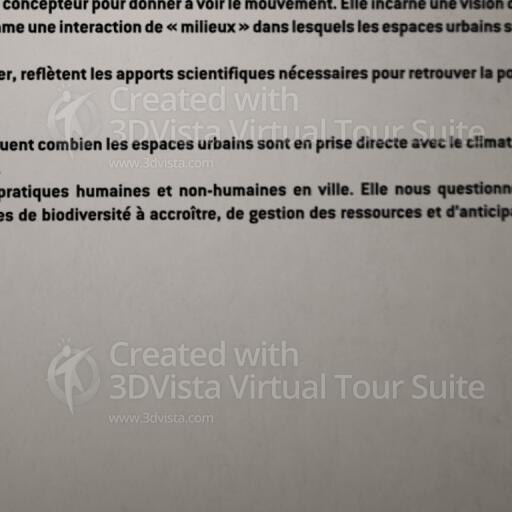 concepteur pour donner à voir le mouvement. Elle incarne une vision
me une interaction de « milieux » dans lesquels les espaces urbains s
er, reflètent les apports scientifiques nécessaires pour retrouver la po
Created with
3DVista Virtual Tour Suite
www.3dvista.com
uent combien les espaces urbains sont en prise directe avec le climat
pratiques humaines et non-humaines en ville. Elle nous questionn
es de biodiversité à accroître, de gestion des ressources et d'anticipa
Created with
3DVista Virtual Tour Suite
www.3dvista.com